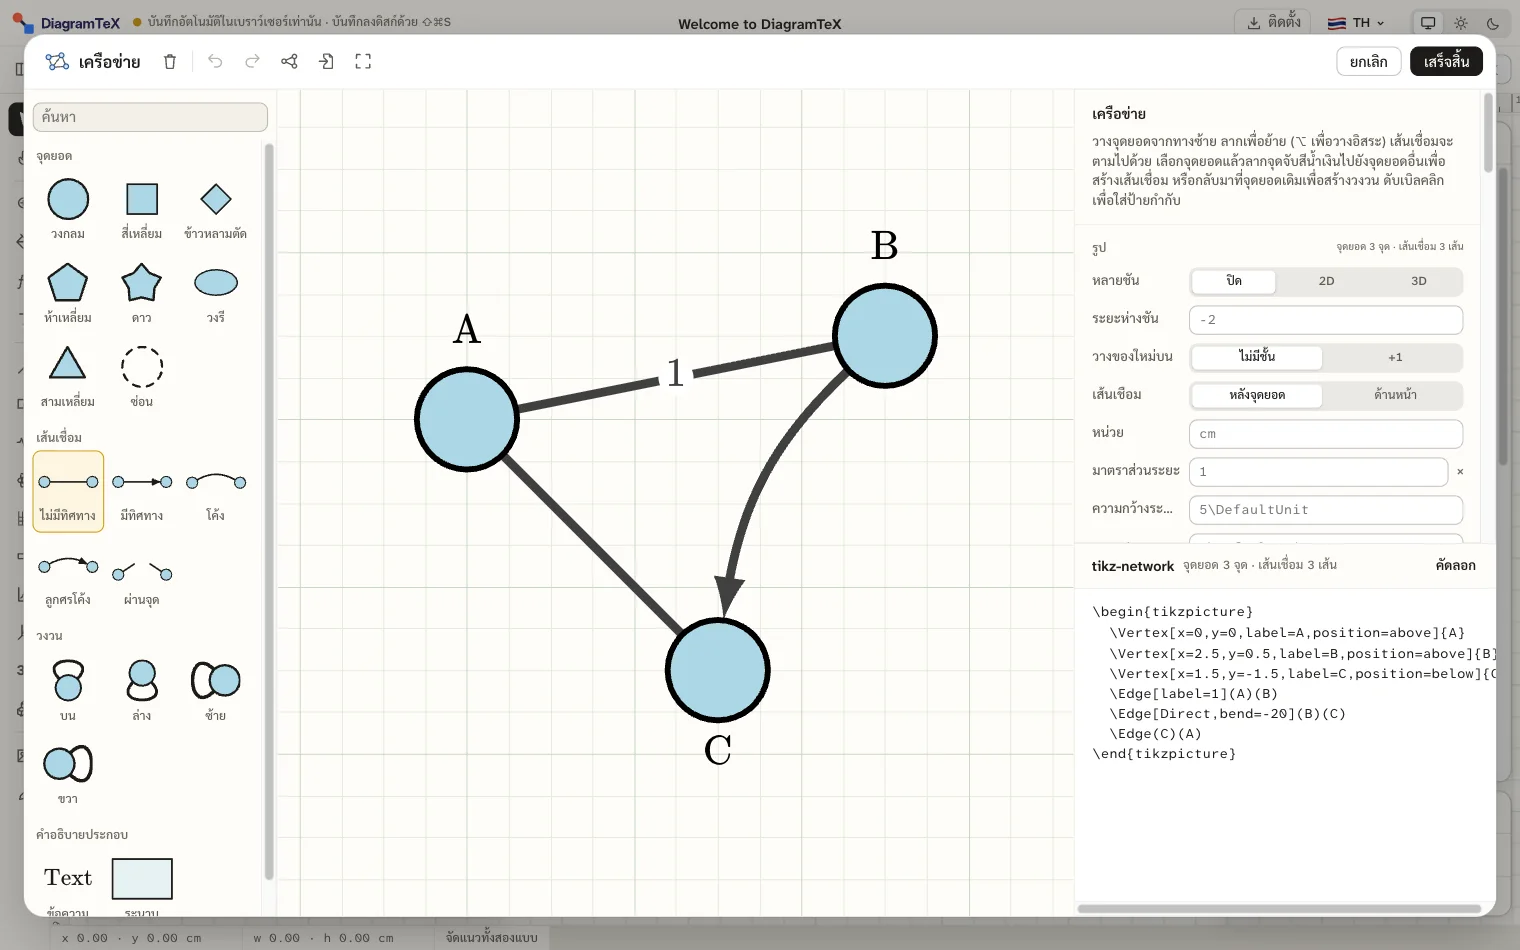 DiagramTeX
บันทึกอัตโนมัติในเบราว์เซอร์เท่านั้น · บันทึกลงดิสก์ด้วย ⇧⌘S
Welcome to DiagramTeX
ติดตั้ง
TH
เครือข่าย
ยกเลิก
เสร็จสิ้น
ค้นหา
จุดยอด
วงกลม
สี่เหลี่ยม
ข้าวหลามตัด
ห้าเหลี่ยม
ดาว
วงรี
สามเหลี่ยม
ซ่อน
เส้นเชื่อม
ไม่มีทิศทาง
มีทิศทาง
โค้ง
ลูกศรโค้ง
ผ่านจุด
วงวน
บน
ล่าง
ซ้าย
ขวา
คำอธิบายประกอบ
Text
ข้อความ
ระนาบ
A
B
1
C
เครือข่าย
วางจุดยอดจากทางซ้าย ลากเพื่อย้าย (⌥ เพื่อวางอิสระ) เส้นเชื่อมจะ
ตามไปด้วย เลือกจุดยอดแล้วลากจุดจับสีน้ำเงินไปยังจุดยอดอื่นเพื่อ
สร้างเส้นเชื่อม หรือกลับมาที่จุดยอดเดิมเพื่อสร้างวงวน ดับเบิลคลิก
เพื่อใส่ป้ายกำกับ
รูป
จุดยอด 3 จุด · เส้นเชื่อม 3 เส้น
หลายชั้น
ปิด
2D
3D
ระยะห่างชั้น
-2
วางของใหม่บน
ไม่มีชั้น
+1
เส้นเชื่อม
หลังจุดยอด
ด้านหน้า
หน่วย
cm
มาตราส่วนระยะ
1
×
ความกว้างระ...
5\DefaultUnit
tikz-network จุดยอด 3 จุด · เส้นเชื่อม 3 เส้น
คัดลอก
\begin{tikzpicture}
\Vertex[x=0,y=0,label=A,position=above]{A}
\Vertex[x=2.5,y=0.5,label=B,position=above]{B}
\Vertex[x=1.5,y=-1.5,label=C,position=below]{C
\Edge[label=1](A)(B)
\Edge[Direct,bend=-20](B)(C)
\Edge(C)(A)
\end{tikzpicture}
x 0.00 · y 0.00 cm
w 0.00 · h 0.00 cm
จัดแนวทั้งสองแบบ